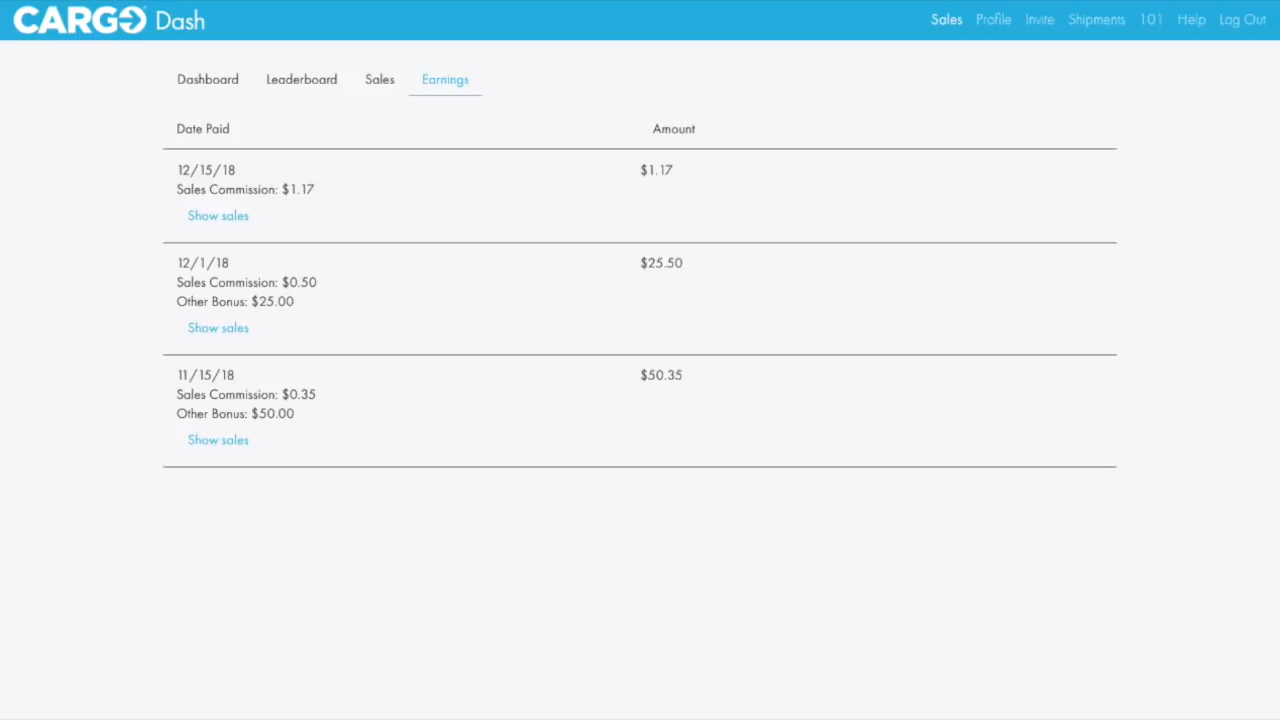 CARGO Dash
Sales Profile Invite Shipments 101 Help Log Out
Dashboard Leaderboard Sales Earnings
Date Paid Amount
12/15/18 $1.17
Sales Commission: $1.17
Show sales
12/1/18 $25.50
Sales Commission: $0.50
Other Bonus: $25.00
Show sales
11/15/18 $50.35
Sales Commission: $0.35
Other Bonus: $50.00
Show sales